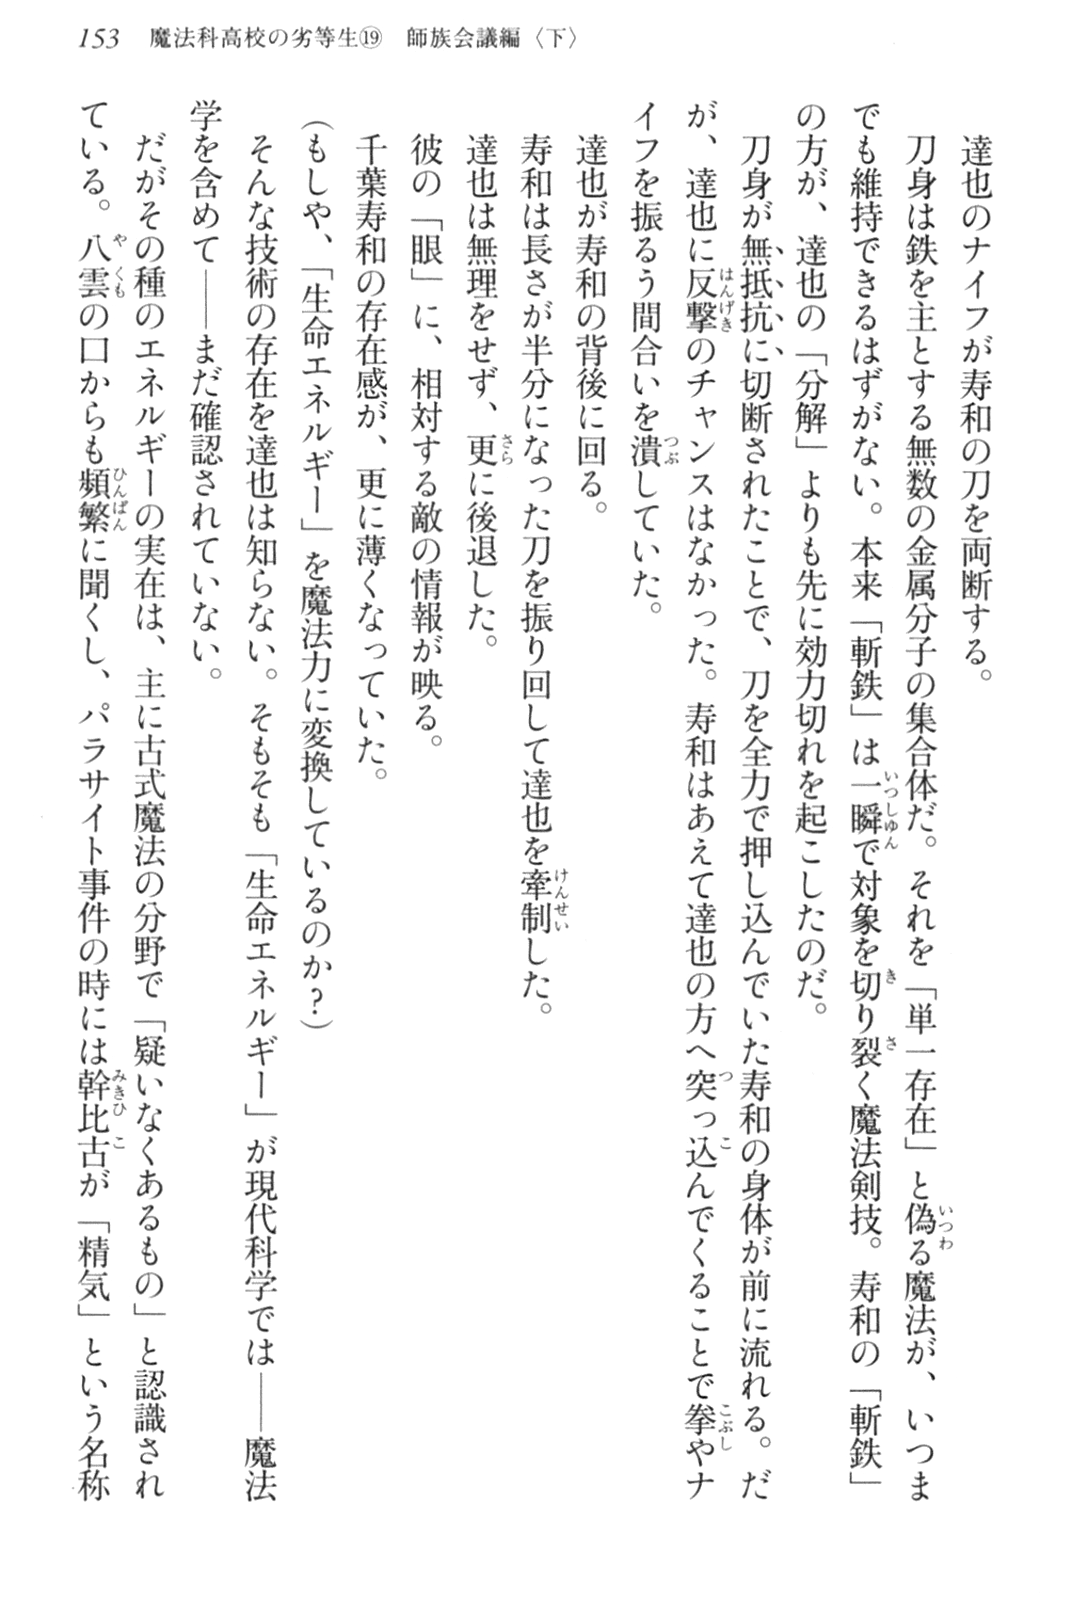 153　魔法科高校の劣等生⑲　師族会議編〈下〉
　達也のナイフが寿和の刀を両断する。
　刀身は鉄を主とする無数の金属分子の集合体だ。それを「単一存在」と偽る魔法が、いつま
でも維持できるはずがない。本来「斬鉄」は一瞬で対象を切り裂く魔法剣技。寿和の「斬鉄」
の方が、達也の「分解」よりも先に効力切れを起こしたのだ。
　刀身が無抵抗に切断されたことで、刀を全力で押し込んでいた寿和の身体が前に流れる。だ
が、達也に反撃のチャンスはなかった。寿和はあえて達也の方へ突っ込んでくることで拳やナ
イフを振るう間合いを潰していた。
　達也が寿和の背後に回る。
　寿和は長さが半分になった刀を振り回して達也を牽制した。
　達也は無理をせず、更に後退した。
　彼の「眼」に、相対する敵の情報が映る。
　千葉寿和の存在感が、更に薄くなっていた。
（もしや、「生命エネルギー」を魔法力に変換しているのか？）
　そんな技術の存在を達也は知らない。そもそも「生命エネルギー」が現代科学では――魔法
学を含めて――まだ確認されていない。
　だがその種のエネルギーの実在は、主に古式魔法の分野で「疑いなくあるもの」と認識され
ている。八雲の口からも頻繁に聞くし、パラサイト事件の時には幹比古が「精気」という名称